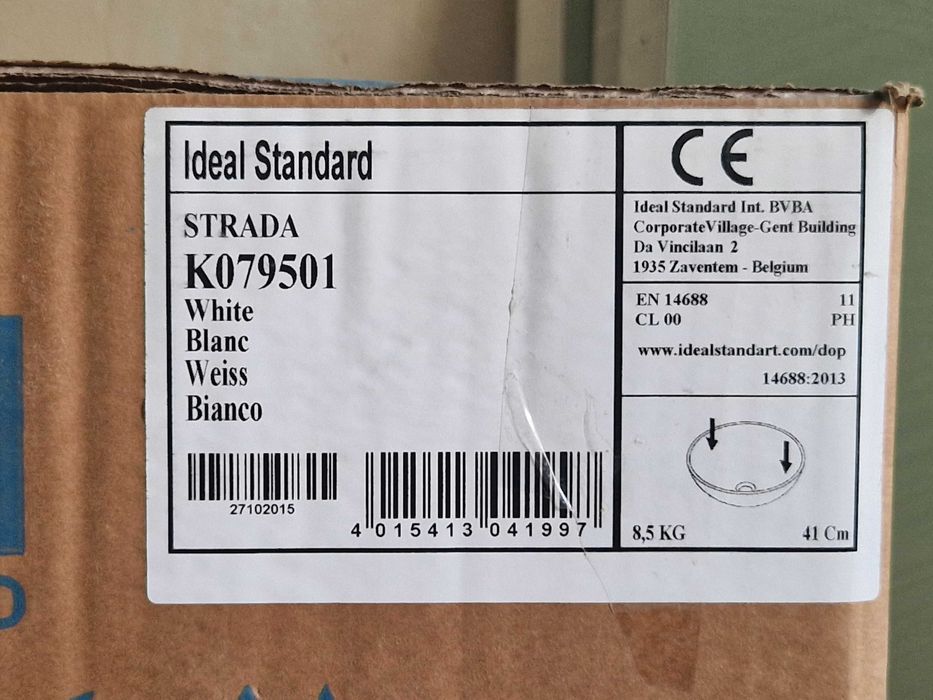 Ideal Standard
STRADA
K079501
White
Blanc
Weiss
Bianco
27102015
4 015413 041997
CE
Ideal Standard Int. BVBA
CorporateVillage-Gent Building
Da Vincilaan 2
1935 Zaventem - Belgium
EN 14688 11
CL 00 PH
www.idealstandart.com/dop
14688:2013
8,5 KG 41 Cm